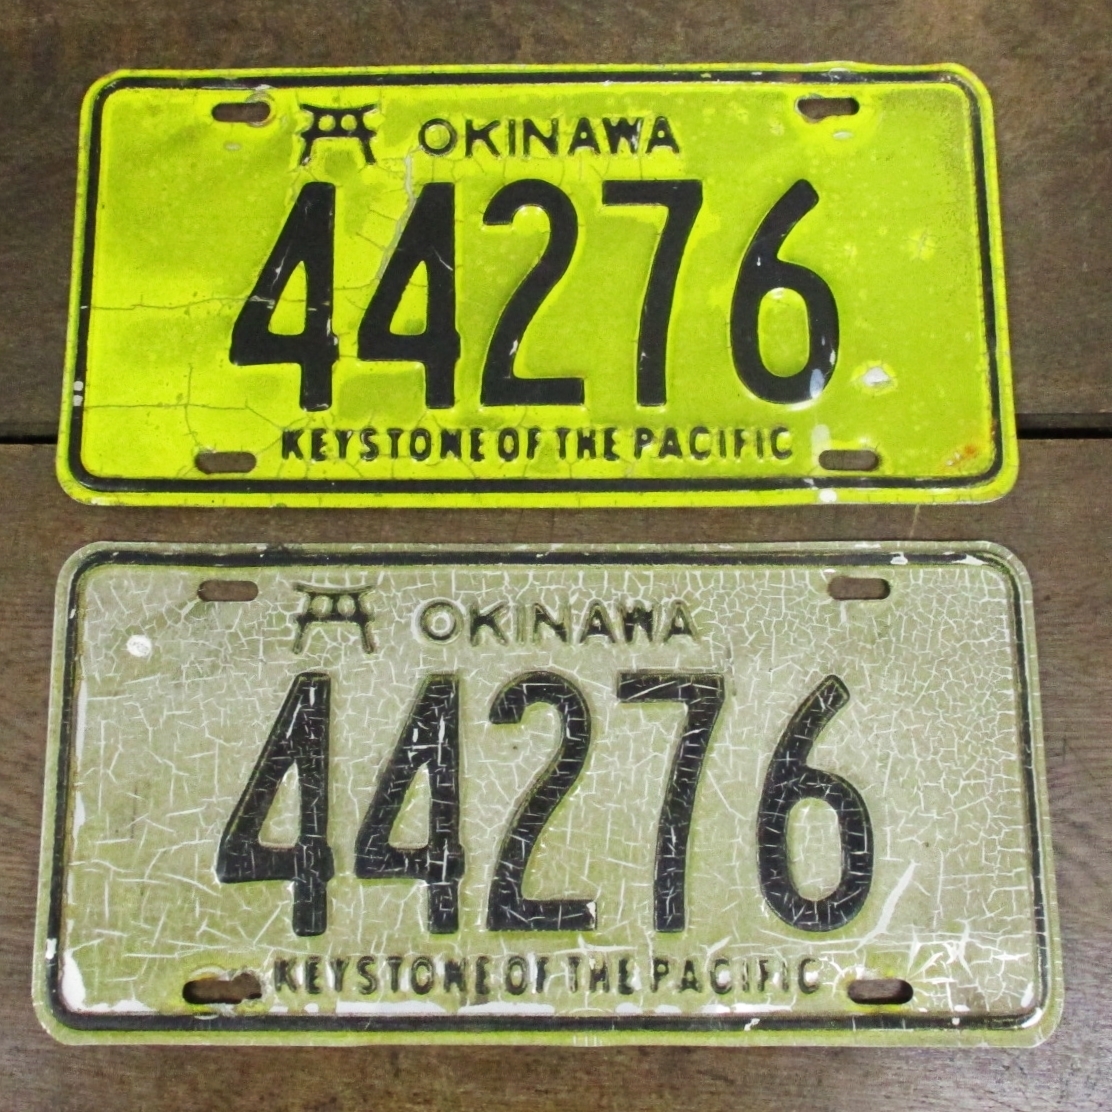 OKINAWA
44276
KEYSTONE OF THE PACIFIC
OKINAWA
44276
KEYSTONE OF THE PACIFIC